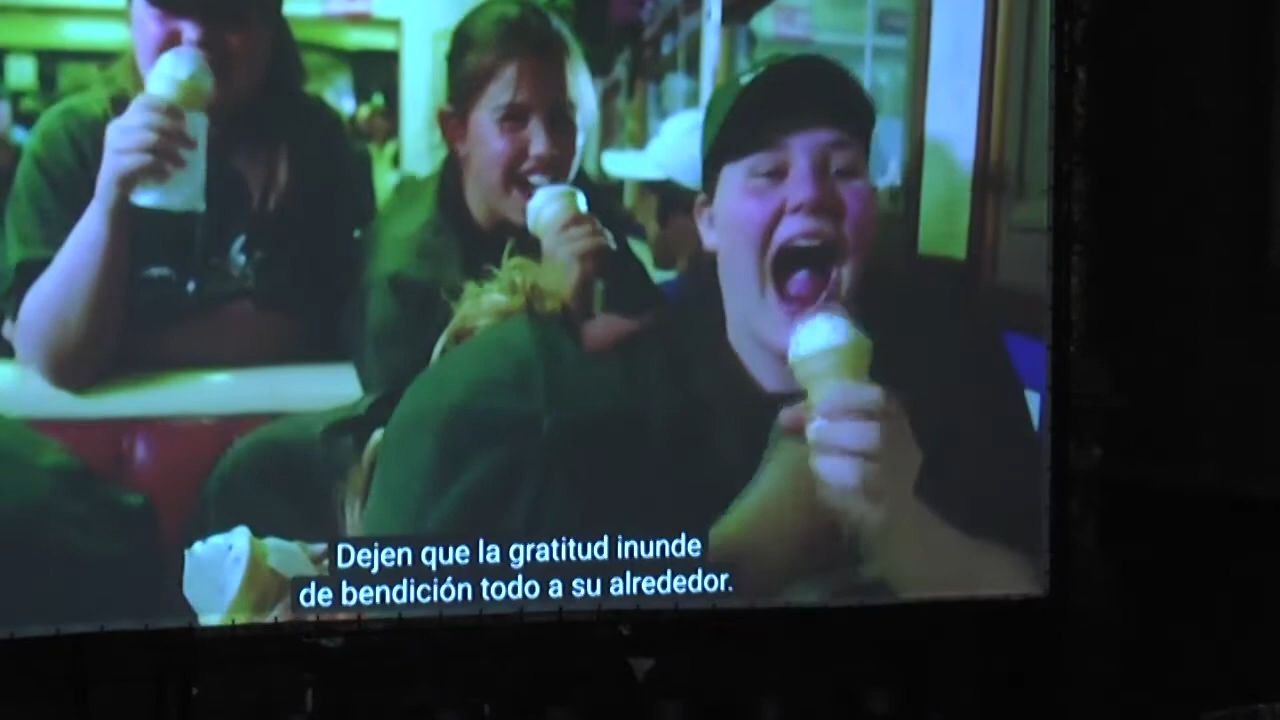 Dejen que la gratitud inunde
de bendición todo a su alrededor.